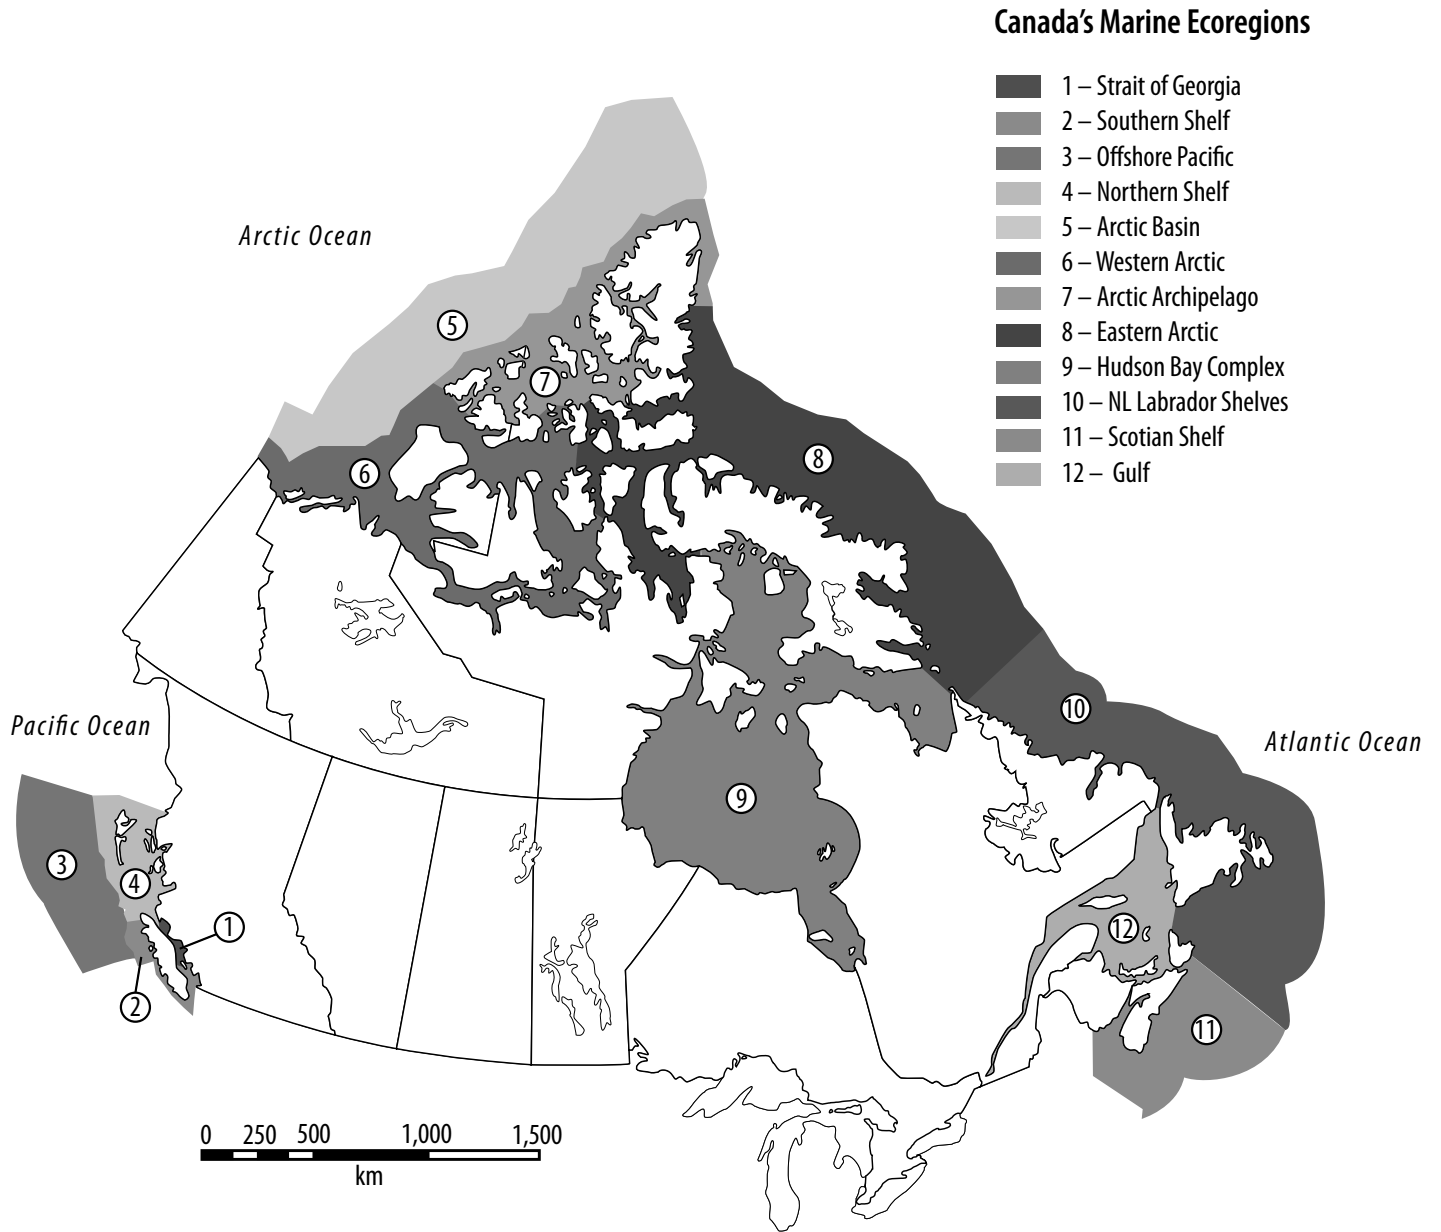 Canada's Marine Ecoregions
1 – Strait of Georgia
2 – Southern Shelf
3 – Offshore Pacific
4 – Northern Shelf
5 – Arctic Basin
6 – Western Arctic
7 – Arctic Archipelago
8 – Eastern Arctic
9 – Hudson Bay Complex
10 – NL Labrador Shelves
11 – Scotian Shelf
12 – Gulf
Arctic Ocean
5
7
8
6
10
Pacific Ocean
Atlantic Ocean
9
3
4
1
12
2
11
0 250 500 1,000 1,500
km